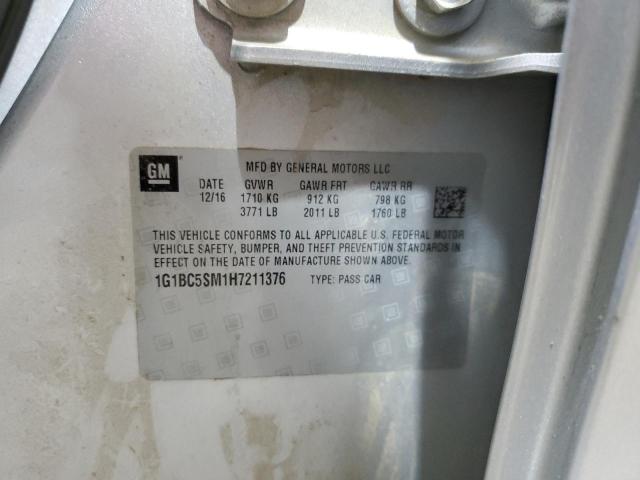 GM
MFD BY GENERAL MOTORS LLC
DATE GVWR GAWR FRT GAWR RR
12/16 1710 KG 912 KG 798 KG
3771 LB 2011 LB 1760 LB
THIS VEHICLE CONFORMS TO ALL APPLICABLE U.S. FEDERAL MOTOR
VEHICLE SAFETY, BUMPER, AND THEFT PREVENTION STANDARDS IN
EFFECT ON THE DATE OF MANUFACTURE SHOWN ABOVE.
1G1BC5SM1H7211376 TYPE: PASS CAR